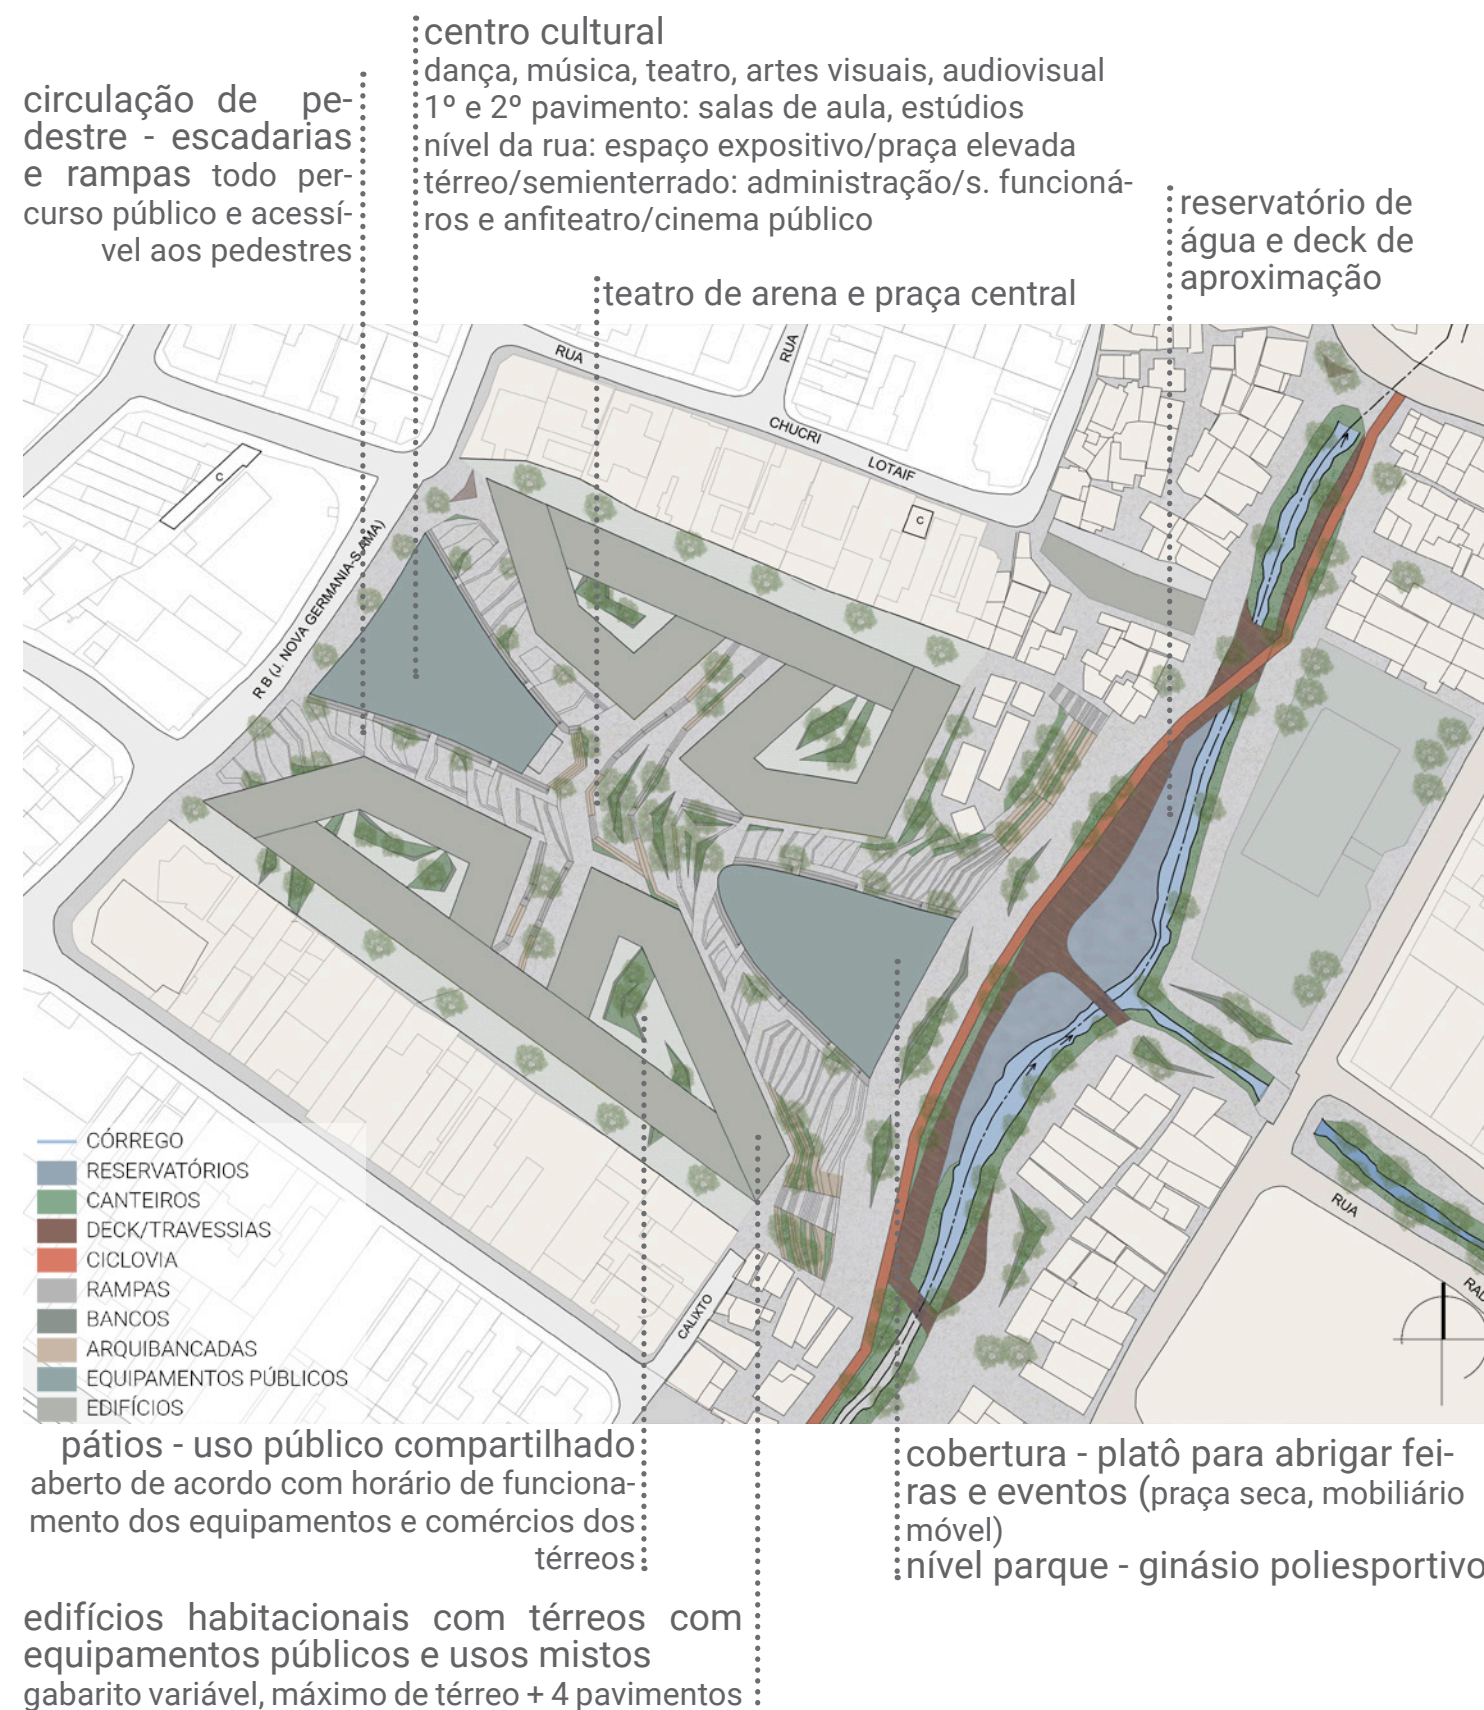 centro cultural
dança, música, teatro, artes visuais, audiovisual
1º e 2º pavimento: salas de aula, estúdios
nível da rua: espaço expositivo/praça elevada
térreo/semienterrado: administração/s. funcioná-
ros e anfiteatro/cinema público
circulação de pe-
destre - escadarias
e rampas todo per-
curso público e acessí-
vel aos pedestres
reservatório de
água e deck de
aproximação
teatro de arena e praça central
RUA
RUA
CHUCRI
LOTAIF
C
C
R B (J. NOVA GERMANIA-S.AMA)
CALIXTO
RUA
CÓRREGO
RESERVATÓRIOS
CANTEIROS
DECK/TRAVESSIAS
CICLOVIA
RAMPAS
BANCOS
ARQUIBANCADAS
EQUIPAMENTOS PÚBLICOS
EDIFÍCIOS
pátios - uso público compartilhado
aberto de acordo com horário de funciona-
mento dos equipamentos e comércios dos
térreos
cobertura - platô para abrigar fei-
ras e eventos (praça seca, mobiliário
móvel)
nível parque - ginásio poliesportivo
edifícios habitacionais com térreos com
equipamentos públicos e usos mistos
gabarito variável, máximo de térreo + 4 pavimentos